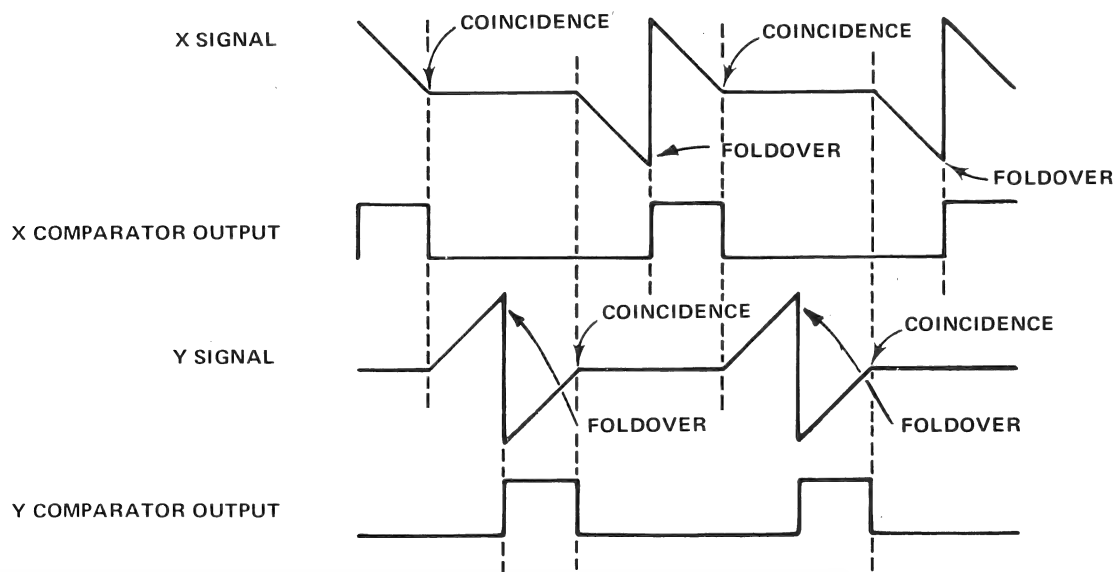 COINCIDENCE
X SIGNAL
COINCIDENCE
FOLDOVER
FOLDOVER
X COMPARATOR OUTPUT
COINCIDENCE
COINCIDENCE
Y SIGNAL
FOLDOVER
FOLDOVER
Y COMPARATOR OUTPUT